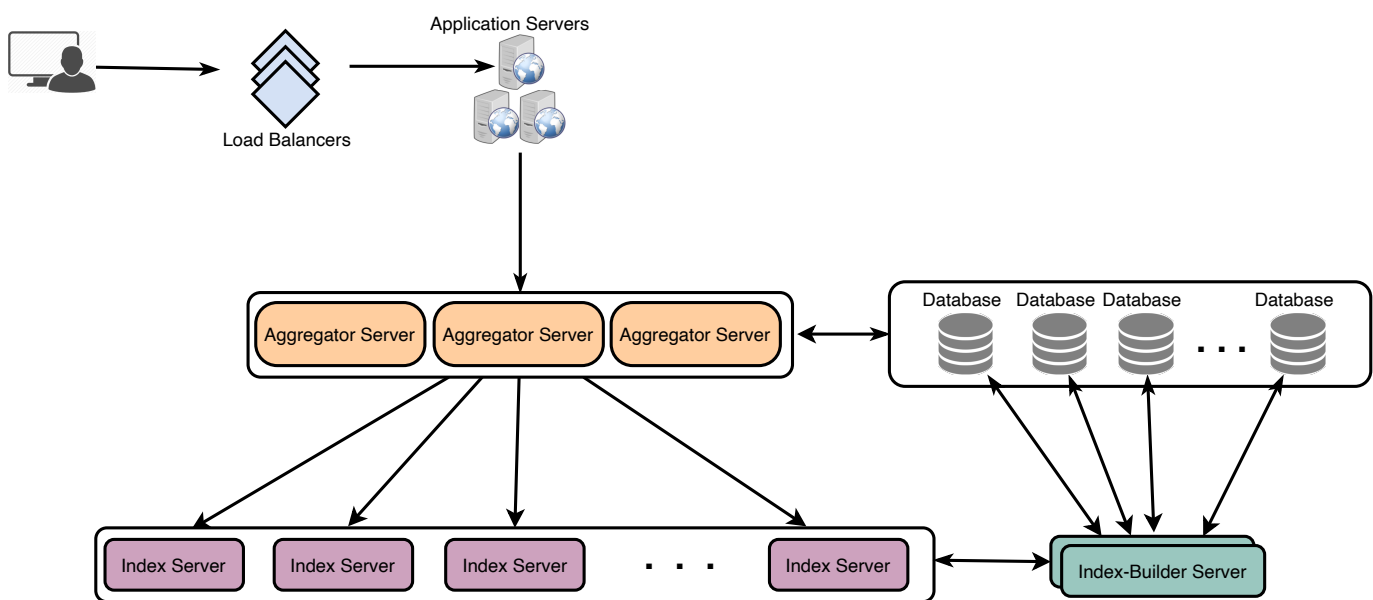 Application Servers
Load Balancers
Database Database Database Database
Aggregator Server Aggregator Server Aggregator Server
. . .
Index Server Index Server Index Server . . . Index Server
Index-Builder Server